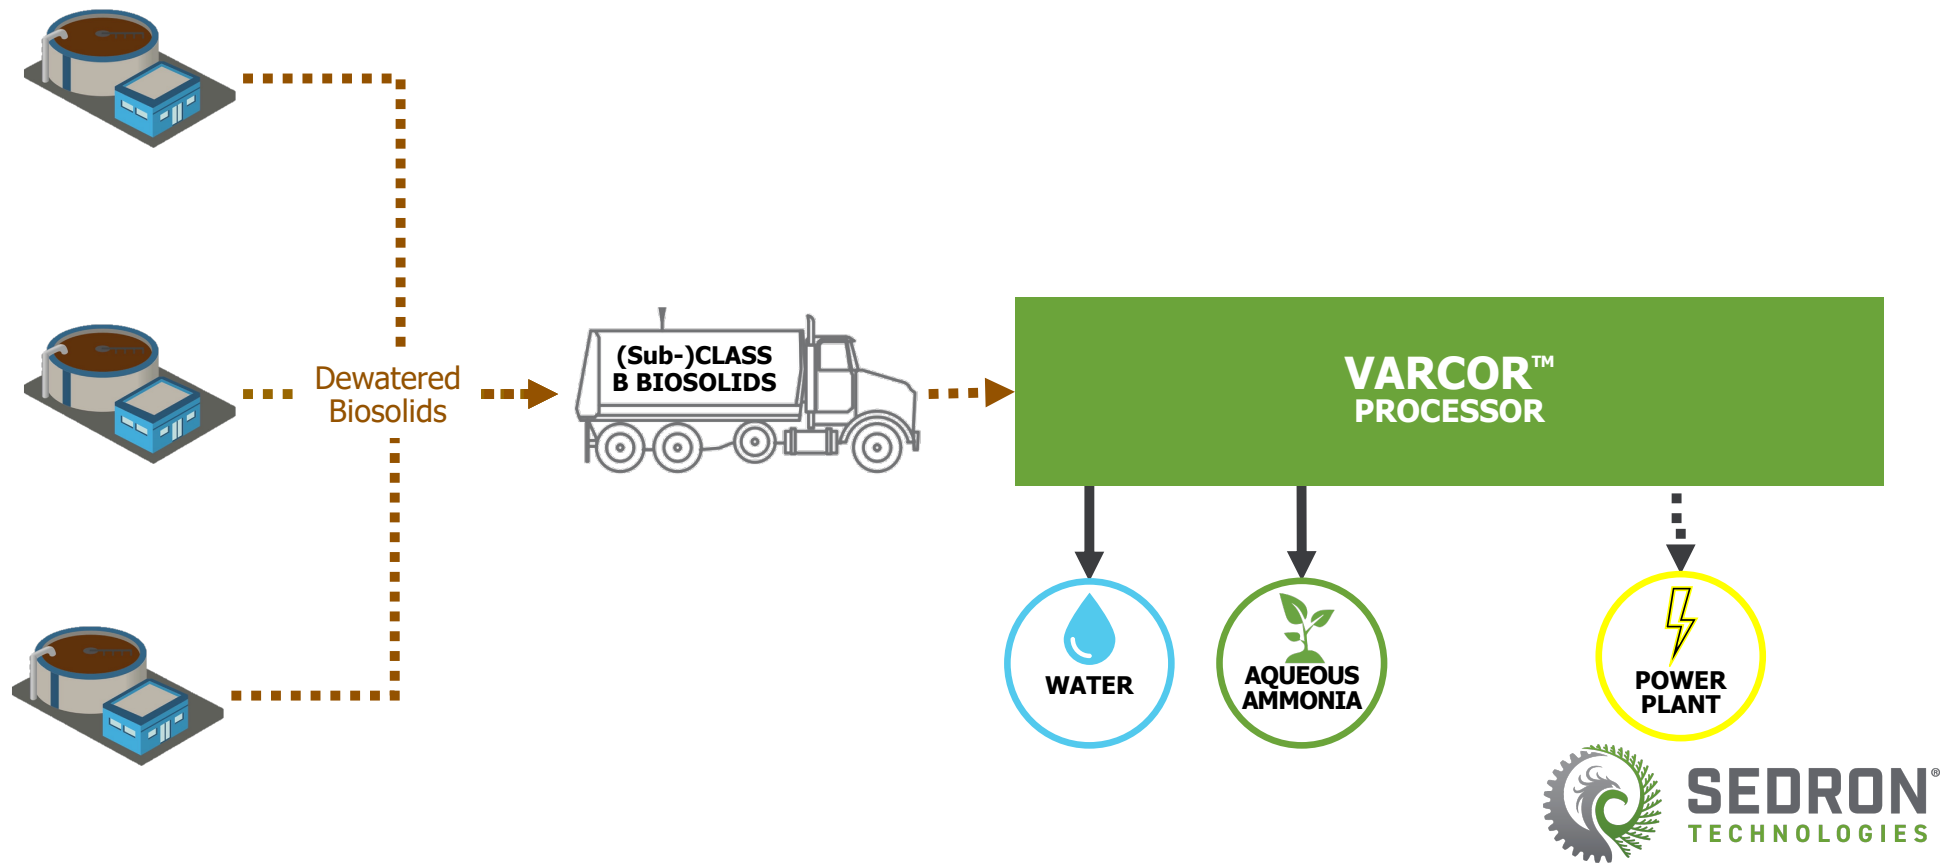 Dewatered
Biosolids
(Sub-)CLASS
B BIOSOLIDS
VARCOR™
PROCESSOR
WATER
AQUEOUS
AMMONIA
POWER
PLANT
SEDRON®
TECHNOLOGIES